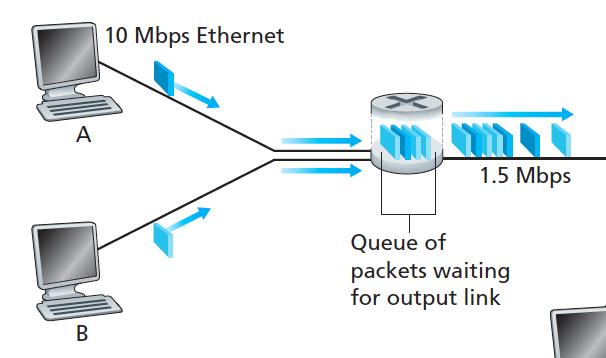 10 Mbps Ethernet
A
1.5 Mbps
Queue of
packets waiting
for output link
B